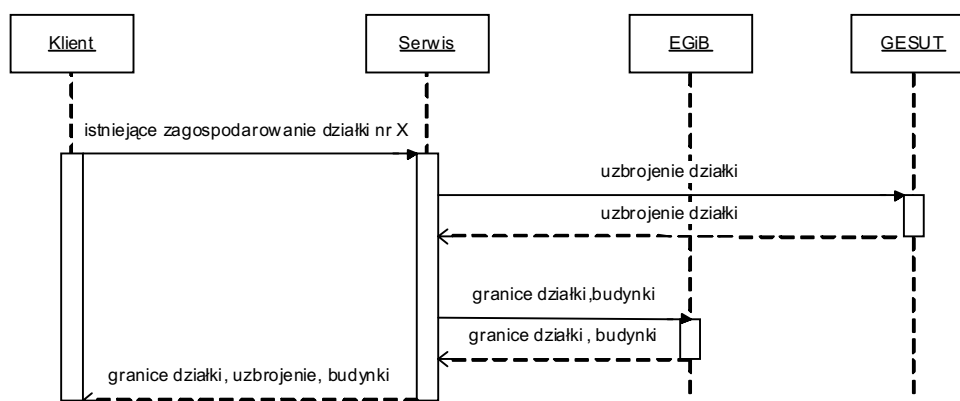 Klient
Serwis
EGiB
GESUT
istniejące zagospodarowanie działki nr X
uzbrojenie działki
uzbrojenie działki
granice działki,budynki
granice działki , budynki
granice działki, uzbrojenie, budynki